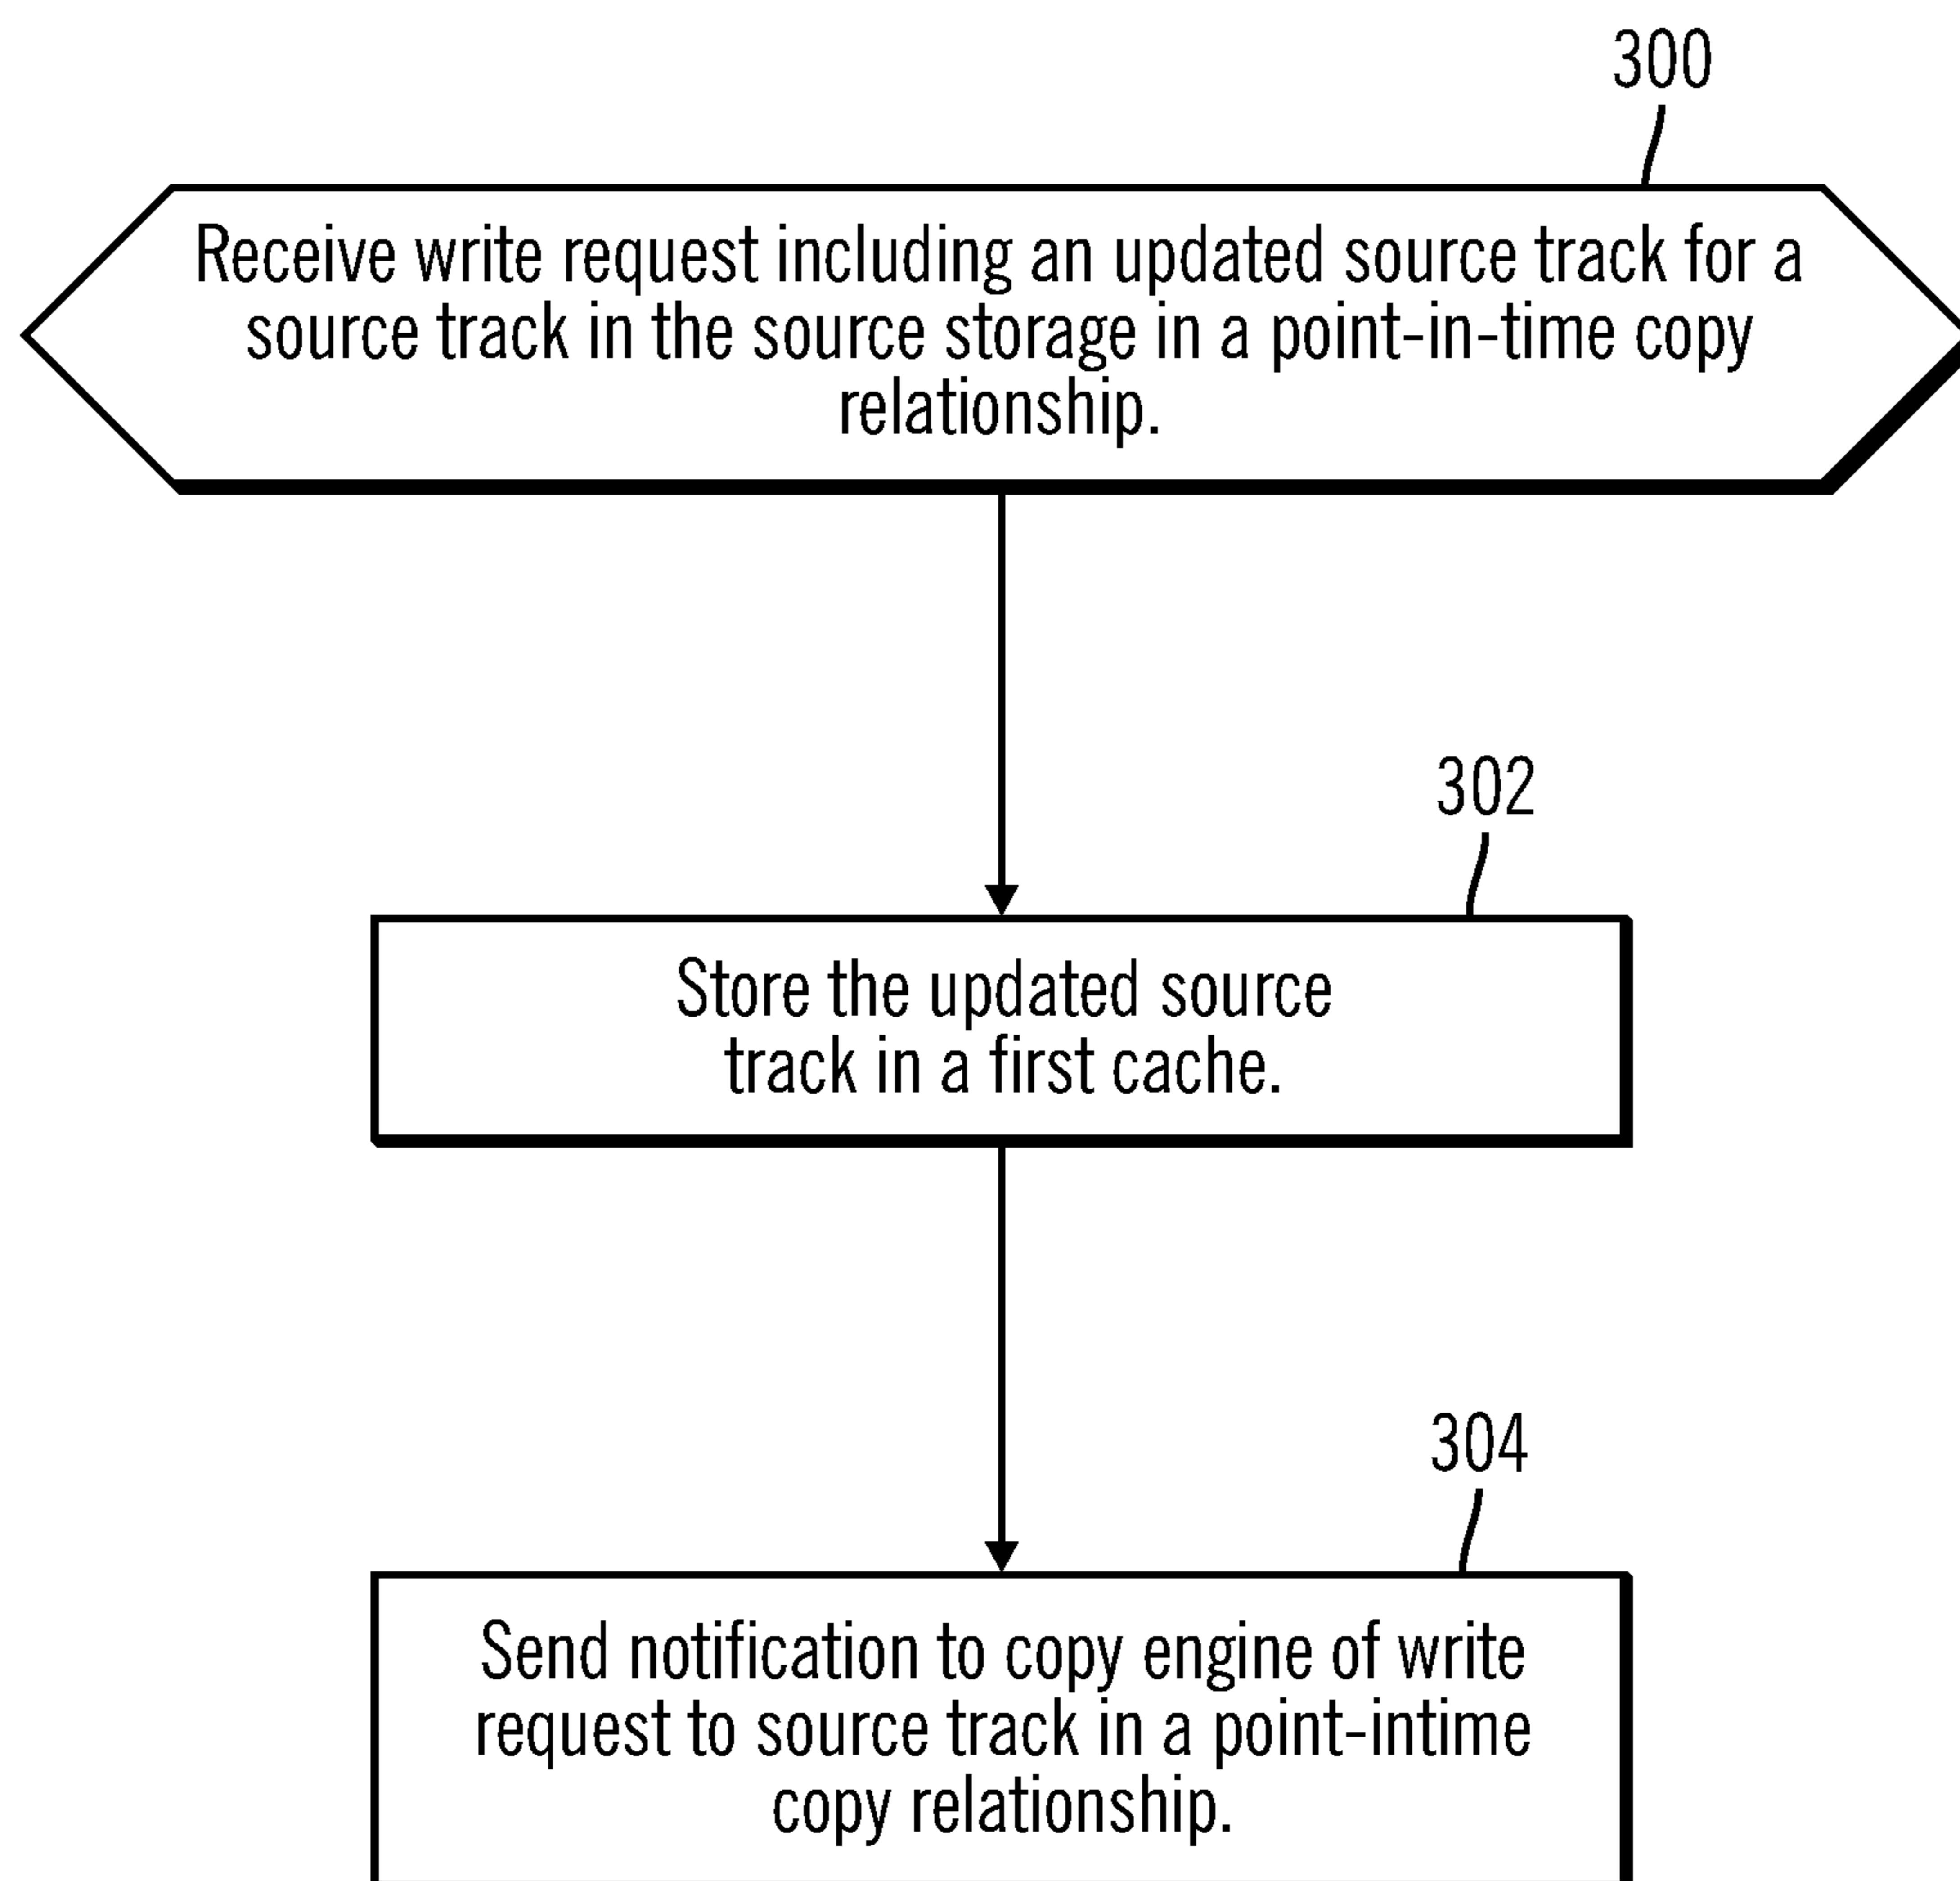 300
Receive write request including an updated source track for a
source track in the source storage in a point-in-time copy
relationship.
302
Store the updated source
track in a first cache.
304
Send notification to copy engine of write
request to source track in a point-intime
copy relationship.